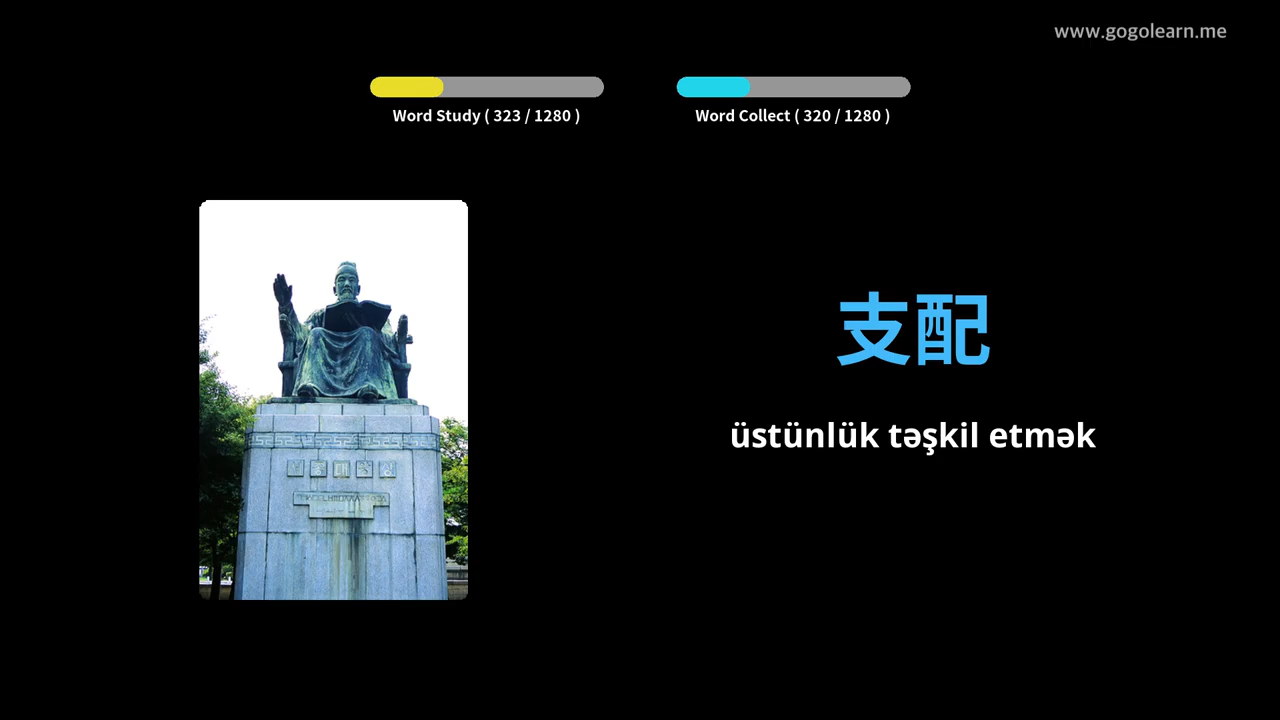 www.gogolearn.me
Word Study ( 323 / 1280 )
Word Collect ( 320 / 1280 )
支配
üstünlük təşkil etmək